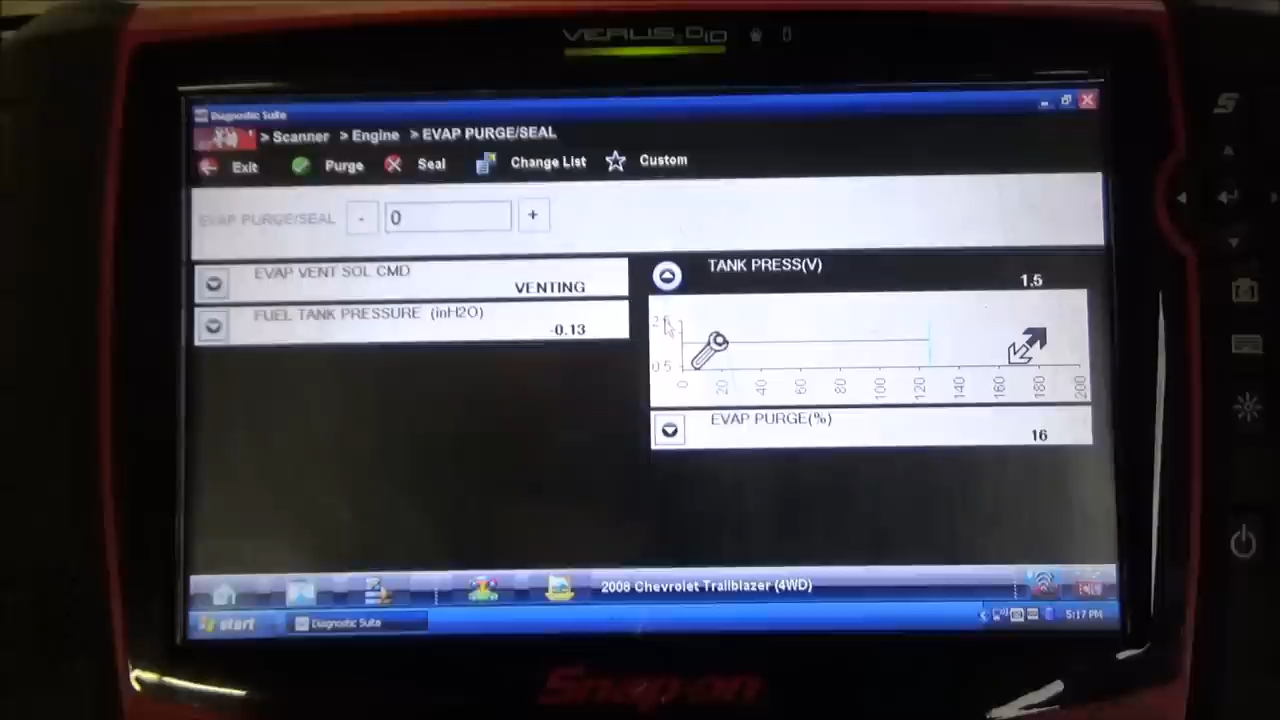 VERUS DIO
Diagnostic Suite
> Scanner > Engine > EVAP PURGE/SEAL
Exit Purge Seal Change List Custom
EVAP PURGE/SEAL - 0 +
EVAP VENT SOL CMD
VENTING
FUEL TANK PRESSURE (inH2O)
-0.13
TANK PRESS(V)
1.5
0.5
0 20 40 60 80 100 120 140 160 180 200
EVAP PURGE(%)
16
2008 Chevrolet Trailblazer (4WD)
start Diagnostic Suite 5:17 PM
Snap-on